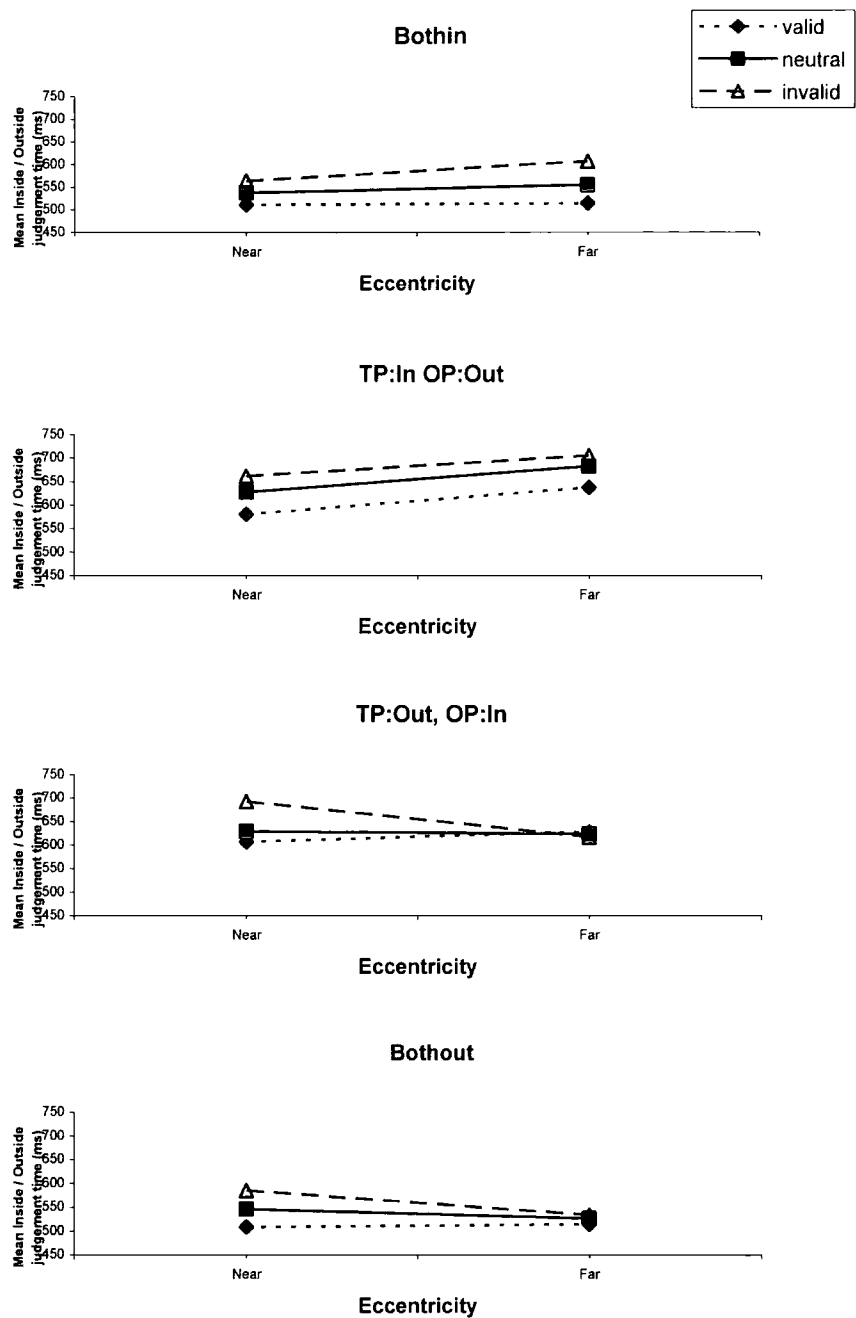 Bothin
valid
neutral
invalid
Mean Inside / Outside
judgement time (ms)
750
700
650
600
550
500
450
Near
Far
Eccentricity
TP:In OP:Out
Mean Inside / Outside
judgement time (ms)
750
700
650
600
550
500
450
Near
Far
Eccentricity
TP:Out, OP:In
Mean Inside / Outside
judgement time (ms)
750
700
650
600
550
500
450
Near
Far
Eccentricity
Bothout
Mean Inside / Outside
judgement time (ms)
750
700
650
600
550
500
450
Near
Far
Eccentricity